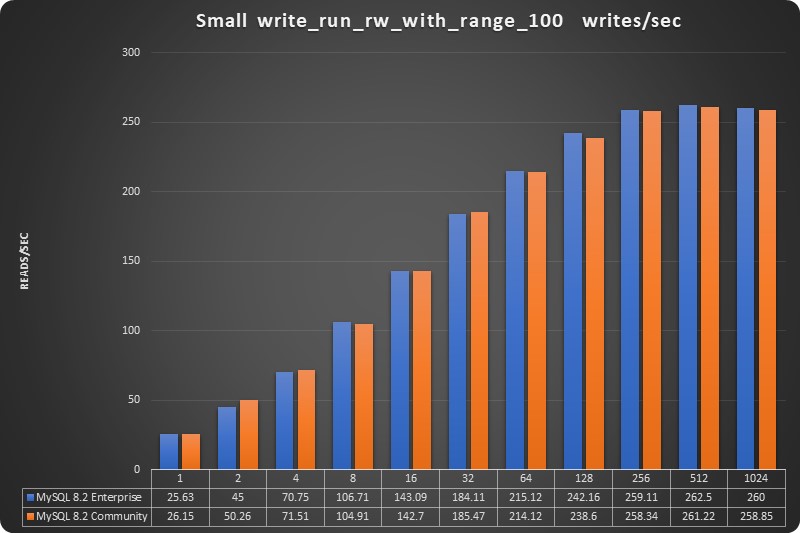 Small write_run_rw_with_range_100 writes/sec
300
250
200
150
100
50
0
READS/SEC
1 2 4 8 16 32 64 128 256 512 1024
MySQL 8.2 Enterprise 25.63 45 70.75 106.71 143.09 184.11 215.12 242.16 259.11 262.5 260
MySQL 8.2 Community 26.15 50.26 71.51 104.91 142.7 185.47 214.12 238.6 258.34 261.22 258.85